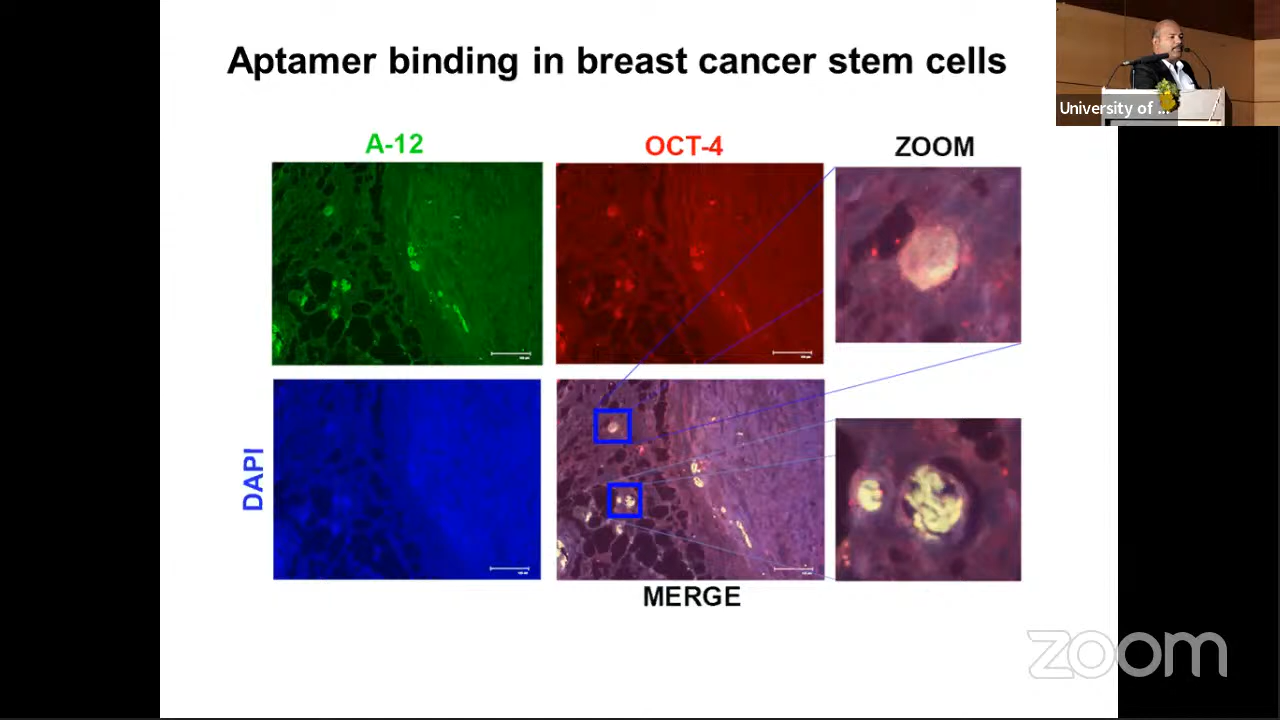 Aptamer binding in breast cancer stem cells
University of ...
A-12
OCT-4
ZOOM
DAPI
MERGE
zoom